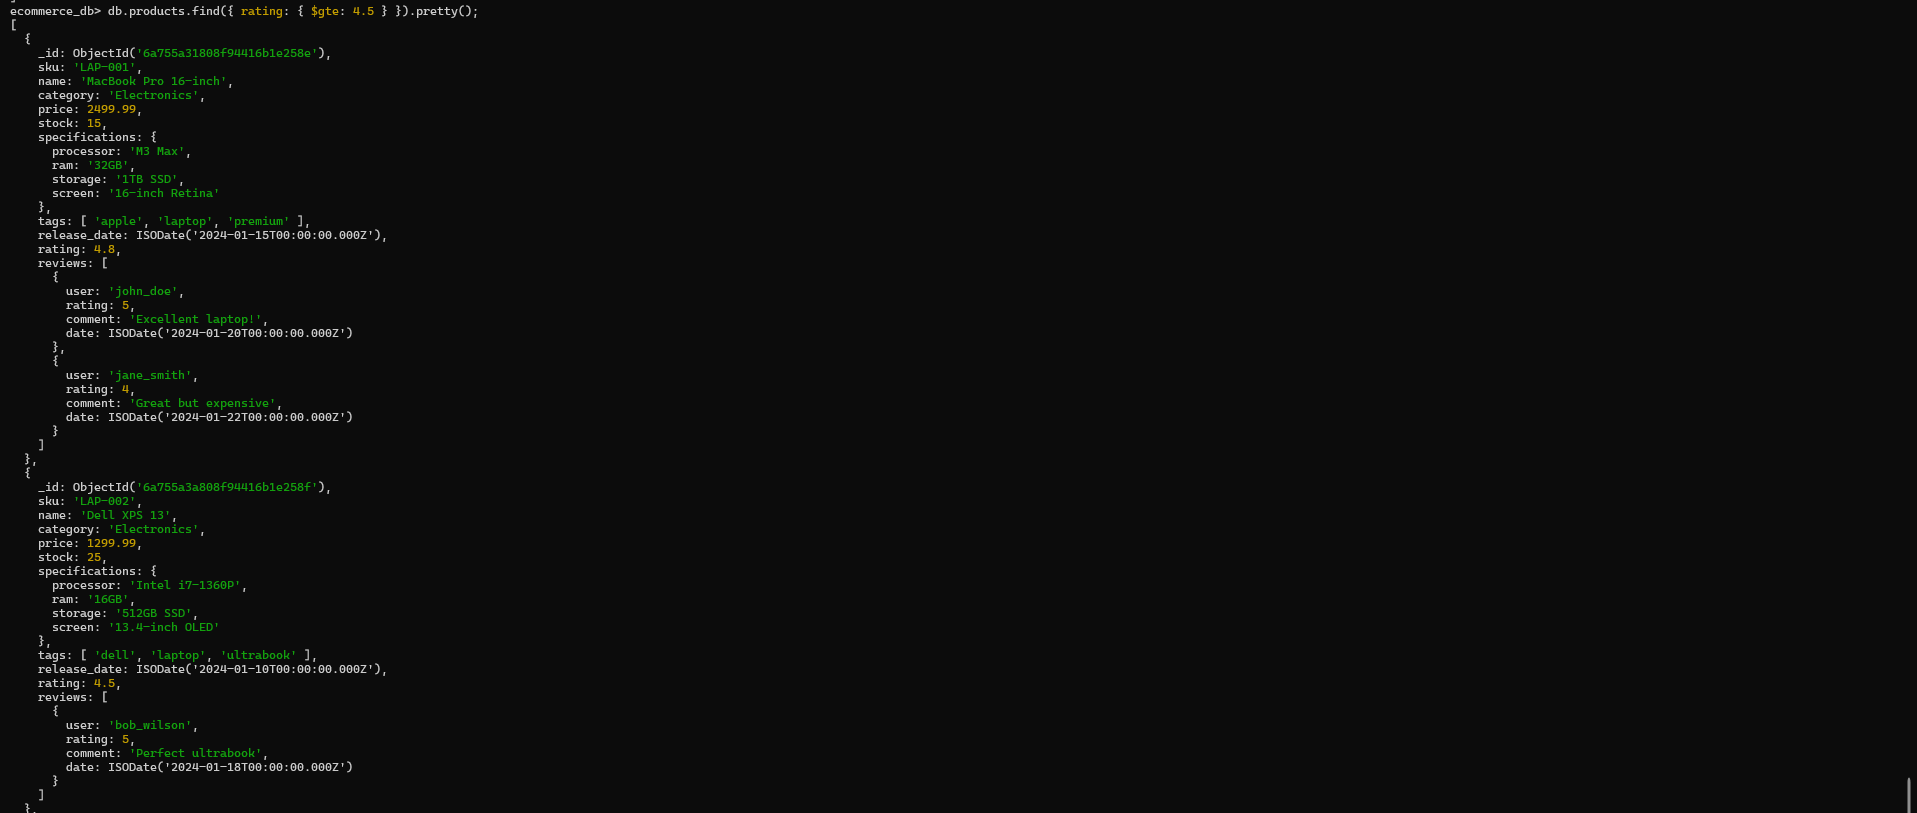 ecommerce_db> db.products.find({ rating: { $gte: 4.5 } }).pretty();
[
  {
    _id: ObjectId('6a755a31808f94416b1e258e'),
    sku: 'LAP-001',
    name: 'MacBook Pro 16-inch',
    category: 'Electronics',
    price: 2499.99,
    stock: 15,
    specifications: {
      processor: 'M3 Max',
      ram: '32GB',
      storage: '1TB SSD',
      screen: '16-inch Retina'
    },
    tags: [ 'apple', 'laptop', 'premium' ],
    release_date: ISODate('2024-01-15T00:00:00.000Z'),
    rating: 4.8,
    reviews: [
      {
        user: 'john_doe',
        rating: 5,
        comment: 'Excellent laptop!',
        date: ISODate('2024-01-20T00:00:00.000Z')
      },
      {
        user: 'jane_smith',
        rating: 4,
        comment: 'Great but expensive',
        date: ISODate('2024-01-22T00:00:00.000Z')
      }
    ]
  },
  {
    _id: ObjectId('6a755a3a808f94416b1e258f'),
    sku: 'LAP-002',
    name: 'Dell XPS 13',
    category: 'Electronics',
    price: 1299.99,
    stock: 25,
    specifications: {
      processor: 'Intel i7-1360P',
      ram: '16GB',
      storage: '512GB SSD',
      screen: '13.4-inch OLED'
    },
    tags: [ 'dell', 'laptop', 'ultrabook' ],
    release_date: ISODate('2024-01-10T00:00:00.000Z'),
    rating: 4.5,
    reviews: [
      {
        user: 'bob_wilson',
        rating: 5,
        comment: 'Perfect ultrabook',
        date: ISODate('2024-01-18T00:00:00.000Z')
      }
    ]
  },